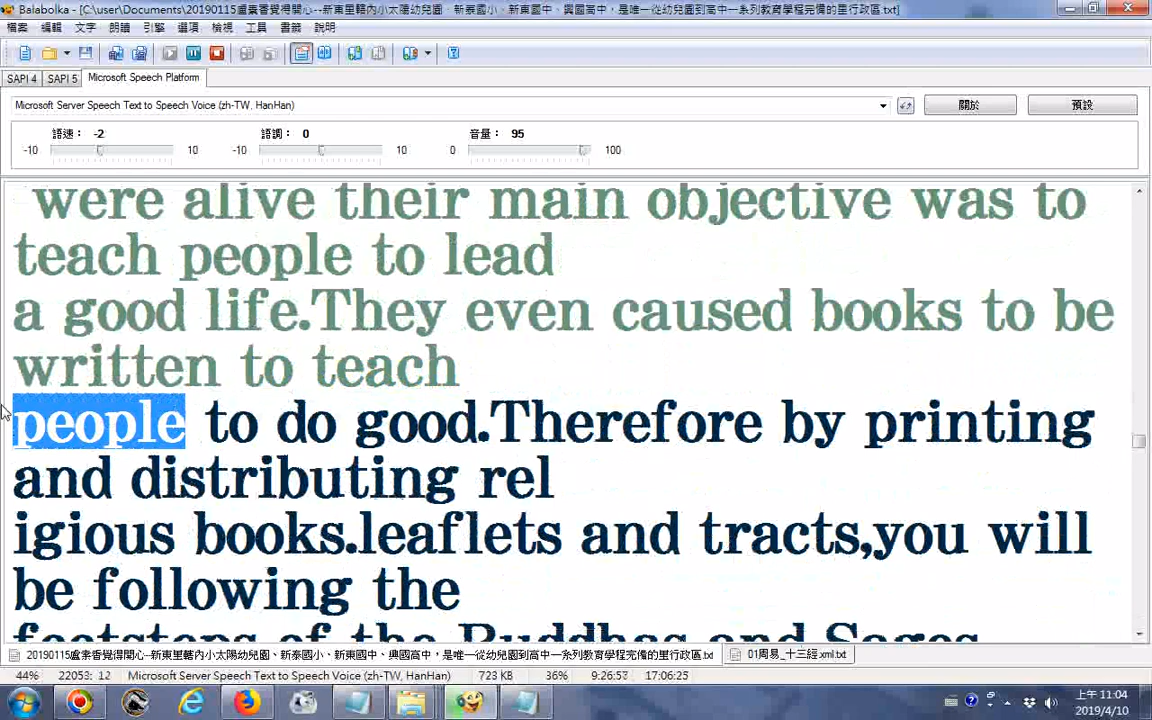 Balabolka - [C:\user\Documents\20190115盧素香覺得開心--新東里轄內小太陽幼兒園、新泰國小、新東國中、興國高中，是唯一從幼兒園到高中一系列教育學程完備的里行政區.txt]
檔案 編輯 文字 朗讀 引擎 選項 檢視 工具 書籤 說明
SAPI 4 SAPI 5 Microsoft Speech Platform
Microsoft Server Speech Text to Speech Voice (zh-TW, HanHan) 關於 預設
語速： -2 語調： 0 音量： 95
-10 10 -10 10 0 100
were alive their main objective was to
teach people to lead
a good life.They even caused books to be
written to teach
people to do good.Therefore by printing
and distributing rel
igious books.leaflets and tracts,you will
be following the
footsteps of the Buddhas and Sages
20190115盧素香覺得開心--新東里轄內小太陽幼兒園、新泰國小、新東國中、興國高中，是唯一從幼兒園到高中一系列教育學程完備的里行政區.txt 01周易_十三經.xml.txt
44% 22053: 12 Microsoft Server Speech Text to Speech Voice (zh-TW, HanHan) 723 KB 36% 9:26:57 17:06:25
上午 11:04
2019/4/10